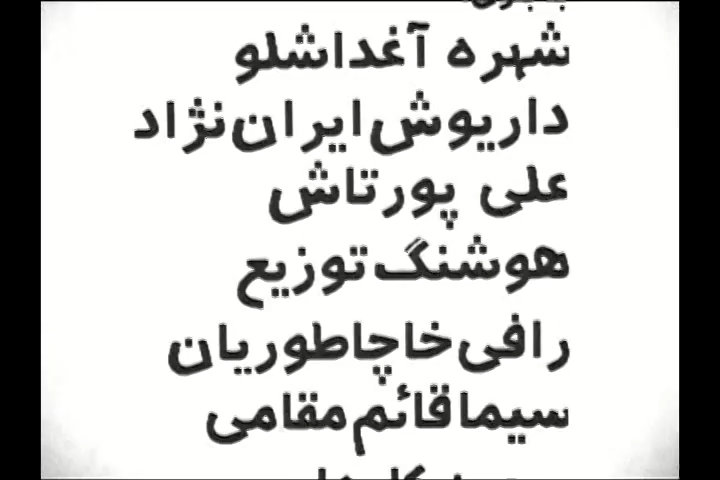 شهره آغداشلو
داریوش ایران‌نژاد
علی پورتاش
هوشنگ توزیع
رافی خاچاطوریان
سیما قائم‌مقامی